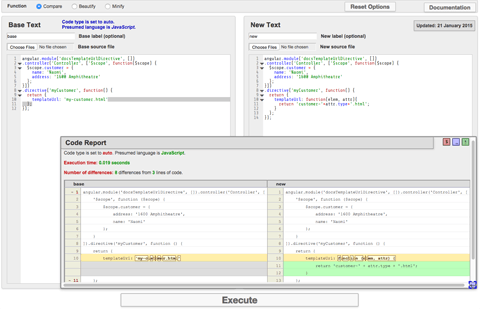 Function Compare Beautify Minify
Reset Options
Documentation
Base Text
Code type is set to auto.
Presumed language is JavaScript.
New Text
Updated: 21 January 2015
base
Base label (optional)
new
New label (optional)
Choose Files No file chosen
Base source file
Choose Files No file chosen
New source file
angular.module('docsTemplateUrlDirective', [])
.controller('Controller', ['$scope', function($scope) {
$scope.customer = {
name: 'Naomi',
address: '1600 Amphitheatre'
};
}])
.directive('myCustomer', function() {
return {
templateUrl: 'my-customer.html'
};
});
angular.module('docsTemplateUrlDirective', [])
.controller('Controller', ['$scope', function($scope) {
$scope.customer = {
name: 'Naomi',
address: '1600 Amphitheatre'
};
}])
.directive('myCustomer', function() {
return {
templateUrl: function(elem, attr){
return 'customer-'+attr.type+'.html';
}
};
});
Code Report
Code type is set to auto. Presumed language is JavaScript.
Execution time: 0.019 seconds
Number of differences: 8 differences from 3 lines of code.
base
new
- 1 angular.module('docsTemplateUrlDirective', []).controller('Controller', [
2 "$scope", function ($scope) {
3 $scope.customer = {
4 address: '1600 Amphitheatre',
5 name: "Naomi"
6 };
7 }
8 ]).directive('myCustomer', function () {
9 return {
10 templateUrl: "my-customer.html"
- 11 };
angular.module('docsTemplateUrlDirective', []).controller('Controller', [
2 "$scope", function ($scope) {
3 $scope.customer = {
4 address: '1600 Amphitheatre',
5 name: "Naomi"
6 };
7 }
8 ]).directive('myCustomer', function () {
9 return {
10 templateUrl: function (elem, attr) {
11 return "customer-" + attr.type + ".html";
12 }
13 };
Execute